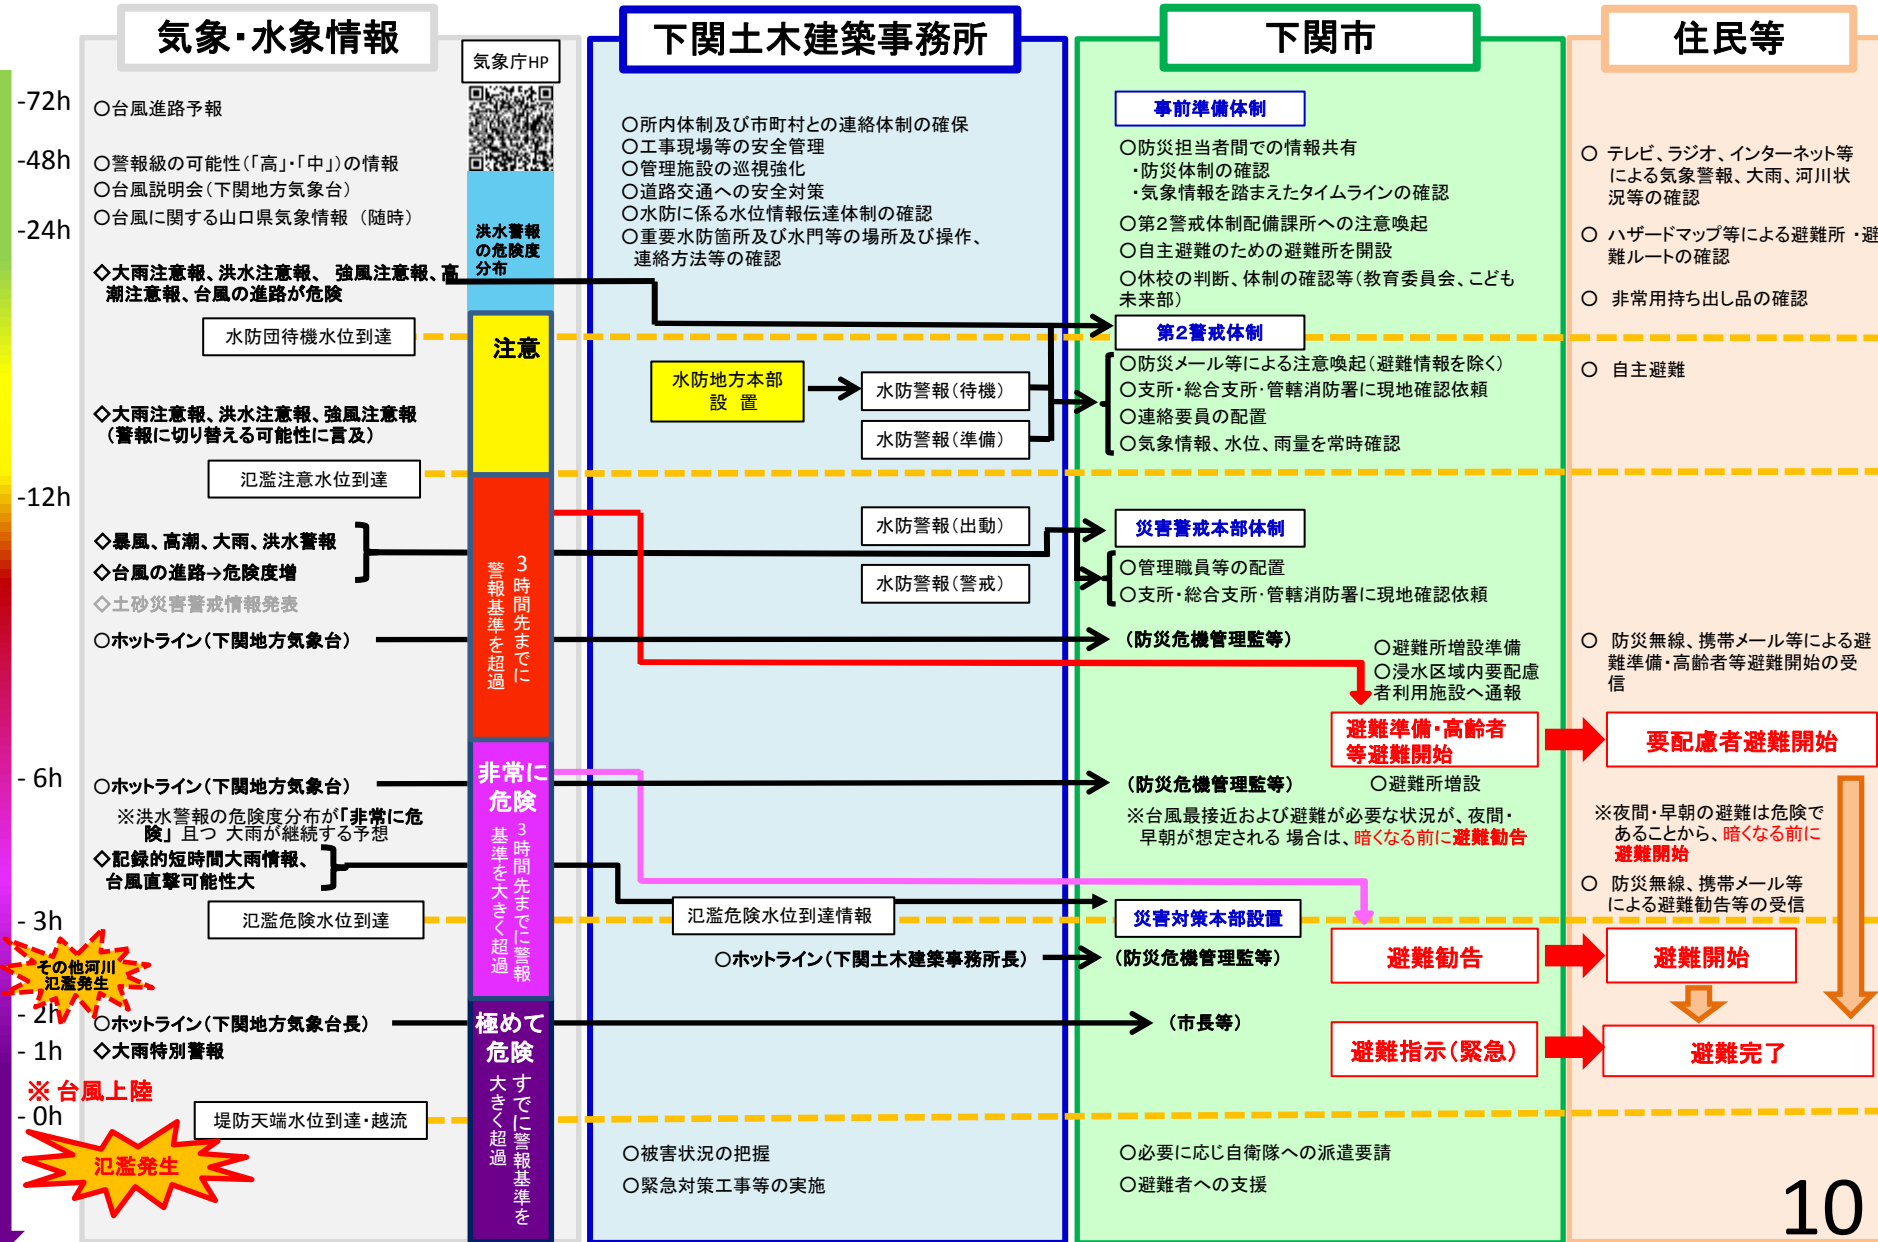 気象・水象情報
下関土木建築事務所
下関市
住民等
-72h
-48h
-24h
-12h
- 6h
- 3h
- 2h
- 1h
- 0h
その他河川
氾濫発生
※ 台風上陸
氾濫発生
気象庁HP
○台風進路予報
○警報級の可能性(「高」・「中」)の情報
○台風説明会(下関地方気象台)
○台風に関する山口県気象情報 (随時)
◇大雨注意報、洪水注意報、 強風注意報、高
潮注意報、台風の進路が危険
水防団待機水位到達
◇大雨注意報、洪水注意報、強風注意報
(警報に切り替える可能性に言及)
氾濫注意水位到達
◇暴風、高潮、大雨、洪水警報
◇台風の進路→危険度増
◇土砂災害警戒情報発表
○ホットライン(下関地方気象台)
○ホットライン(下関地方気象台)
※洪水警報の危険度分布が「非常に危
険」 且つ 大雨が継続する予想
◇記録的短時間大雨情報、
台風直撃可能性大
氾濫危険水位到達
○ホットライン(下関地方気象台長)
◇大雨特別警報
堤防天端水位到達・越流
洪水警報
の危険度
分布
注意
3時間先までに
警報基準を超過
非常に
危険
3時間先までに警報
基準を大きく超過
極めて
危険
すでに警報基準を
大きく超過
○所内体制及び市町村との連絡体制の確保
○工事現場等の安全管理
○管理施設の巡視強化
○道路交通への安全対策
○水防に係る水位情報伝達体制の確認
○重要水防箇所及び水門等の場所及び操作、
連絡方法等の確認
水防地方本部
設 置
水防警報(待機)
水防警報(準備)
水防警報(出動)
水防警報(警戒)
氾濫危険水位到達情報
○ホットライン(下関土木建築事務所長)
○被害状況の把握
○緊急対策工事等の実施
事前準備体制
○防災担当者間での情報共有
・防災体制の確認
・気象情報を踏まえたタイムラインの確認
○第2警戒体制配備課所への注意喚起
○自主避難のための避難所を開設
○休校の判断、体制の確認等(教育委員会、こども
未来部)
第2警戒体制
○防災メール等による注意喚起(避難情報を除く)
○支所・総合支所・管轄消防署に現地確認依頼
○連絡要員の配置
○気象情報、水位、雨量を常時確認
災害警戒本部体制
○管理職員等の配置
○支所・総合支所・管轄消防署に現地確認依頼
(防災危機管理監等)
○避難所増設準備
○浸水区域内要配慮
者利用施設へ通報
避難準備・高齢者
等避難開始
(防災危機管理監等)
○避難所増設
※台風最接近および避難が必要な状況が、夜間・
早朝が想定される 場合は、暗くなる前に避難勧告
災害対策本部設置
(防災危機管理監等)
避難勧告
(市長等)
避難指示(緊急)
○必要に応じ自衛隊への派遣要請
○避難者への支援
○ テレビ、ラジオ、インターネット等
による気象警報、大雨、河川状
況等の確認
○ ハザードマップ等による避難所 ・避
難ルートの確認
○ 非常用持ち出し品の確認
○ 自主避難
○ 防災無線、携帯メール等による避
難準備・高齢者等避難開始の受
信
要配慮者避難開始
※夜間・早朝の避難は危険で
あることから、暗くなる前に
避難開始
○ 防災無線、携帯メール等
による避難勧告等の受信
避難開始
避難完了
10